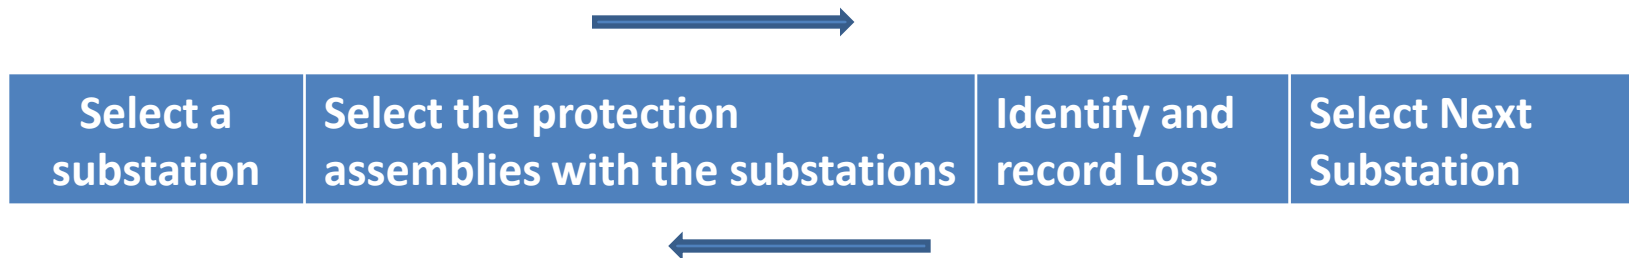 Select a
substation
Select the protection
assemblies with the substations
Identify and
record Loss
Select Next
Substation